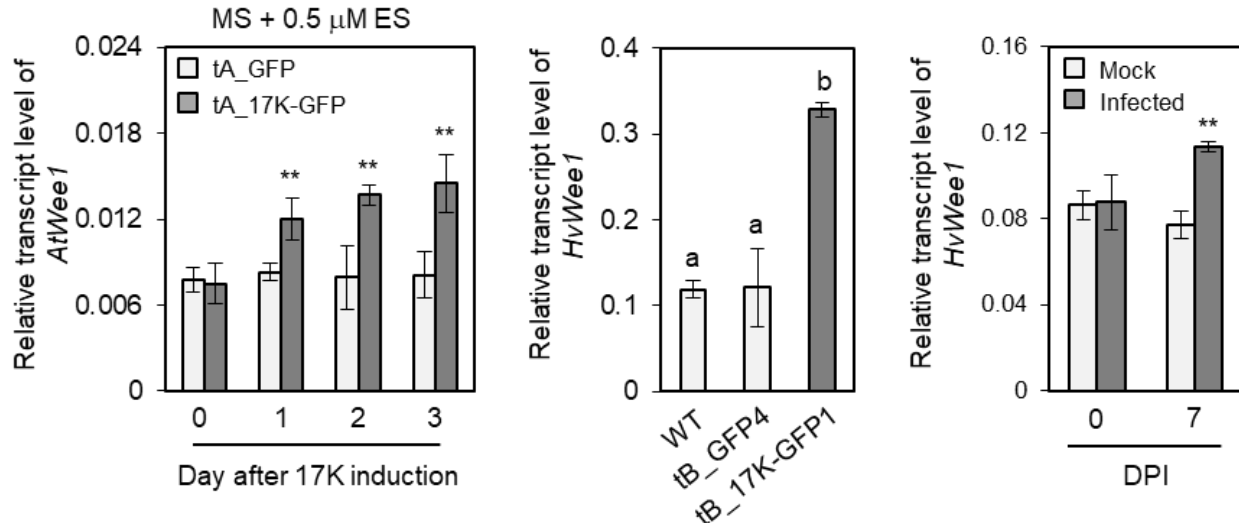 MS + 0.5 μM ES
Relative transcript level of
AtWee1
0.024
0.018
0.012
0.006
0
tA_GFP
tA_17K-GFP
**
**
**
0
1
2
3
Day after 17K induction
Relative transcript level of
HvWee1
0.4
0.3
0.2
0.1
0
a
a
b
WT
tB_GFP4
tB_17K-GFP1
Relative transcript level of
HvWee1
0.16
0.12
0.08
0.04
0
Mock
Infected
**
0
7
DPI